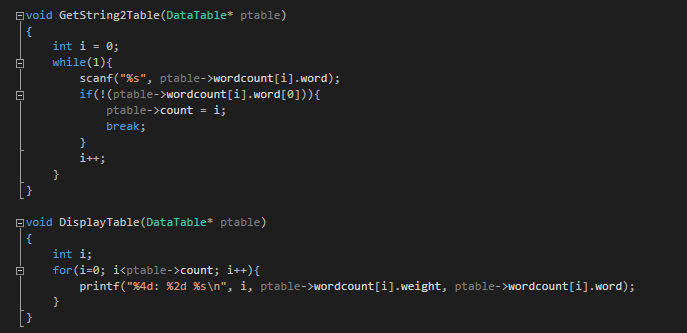 void GetString2Table(DataTable* ptable)
{
    int i = 0;
    while(1){
        scanf("%s", ptable->wordcount[i].word);
        if(!(ptable->wordcount[i].word[0])){
            ptable->count = i;
            break;
        }
        i++;
    }
}

void DisplayTable(DataTable* ptable)
{
    int i;
    for(i=0; i<ptable->count; i++){
        printf("%4d: %2d %s\n", i, ptable->wordcount[i].weight, ptable->wordcount[i].word);
    }
}